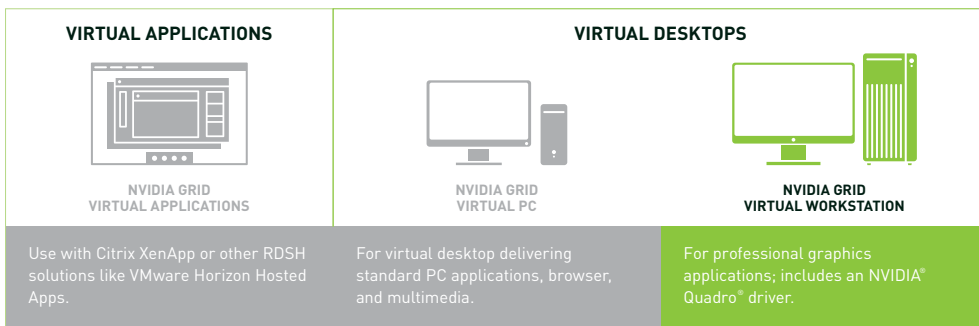 VIRTUAL APPLICATIONS
VIRTUAL DESKTOPS
NVIDIA GRID
VIRTUAL APPLICATIONS
NVIDIA GRID
VIRTUAL PC
NVIDIA GRID
VIRTUAL WORKSTATION
Use with Citrix XenApp or other RDSH
solutions like VMware Horizon Hosted
Apps.
For virtual desktop delivering
standard PC applications, browser,
and multimedia.
For professional graphics
applications; includes an NVIDIA®
Quadro® driver.